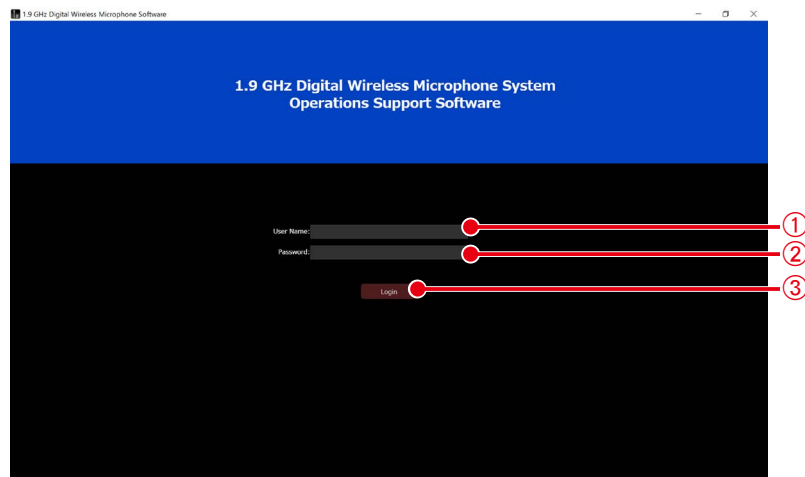 1.9 GHz Digital Wireless Microphone Software
1.9 GHz Digital Wireless Microphone System
Operations Support Software
User Name:
①
Password:
②
Login
③